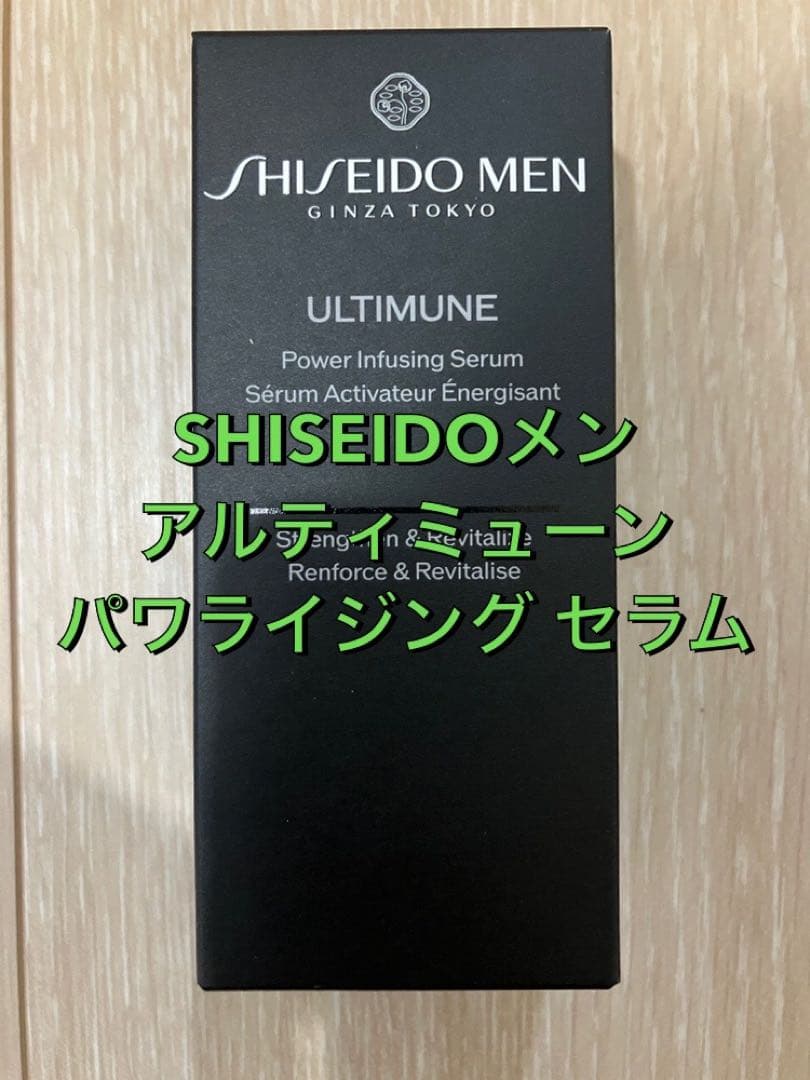 SHISEIDO MEN
GINZA TOKYO
ULTIMUNE
Power Infusing Serum
Sérum Activateur Énergisant
SHISEIDOメン
アルティミューン
Strengthen & Revitalize
Renforce & Revitalise
パワライジング セラム